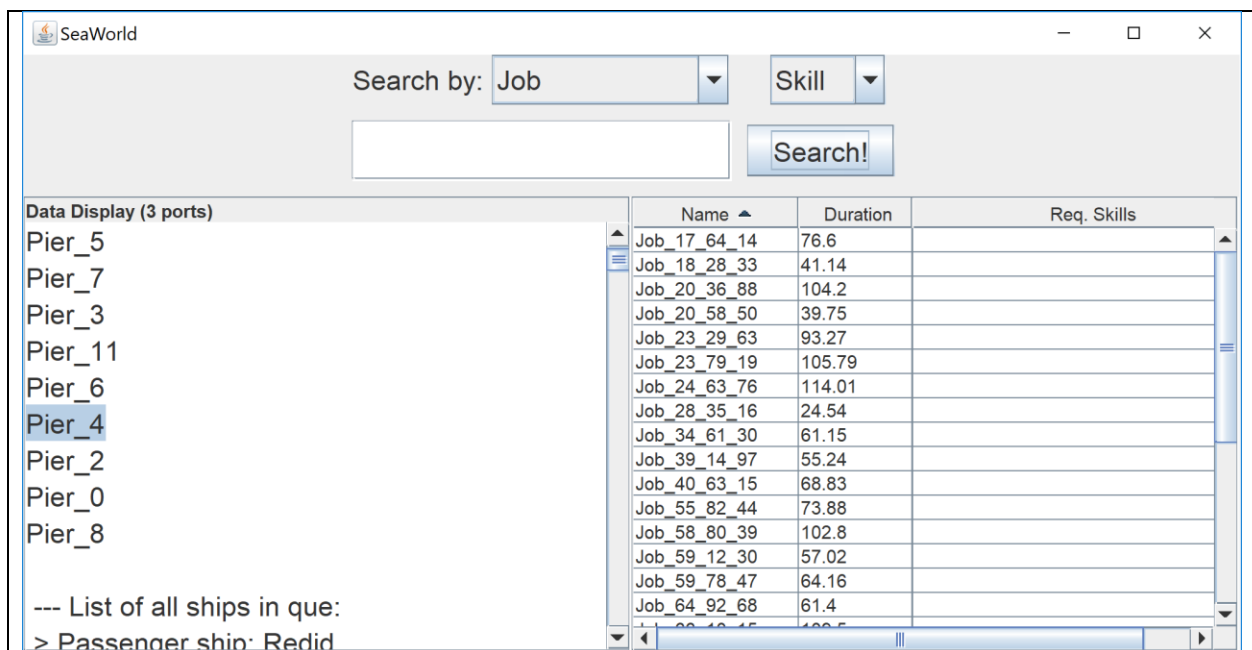 SeaWorld
Search by: Job Skill
Search!
Data Display (3 ports)
Pier_5
Pier_7
Pier_3
Pier_11
Pier_6
Pier_4
Pier_2
Pier_0
Pier_8
--- List of all ships in que:
> Passenger ship: Redid
Name Duration Req. Skills
Job_17_64_14 76.6
Job_18_28_33 41.14
Job_20_36_88 104.2
Job_20_58_50 39.75
Job_23_29_63 93.27
Job_23_79_19 105.79
Job_24_63_76 114.01
Job_28_35_16 24.54
Job_34_61_30 61.15
Job_39_14_97 55.24
Job_40_63_15 68.83
Job_55_82_44 73.88
Job_58_80_39 102.8
Job_59_12_30 57.02
Job_59_78_47 64.16
Job_64_92_68 61.4